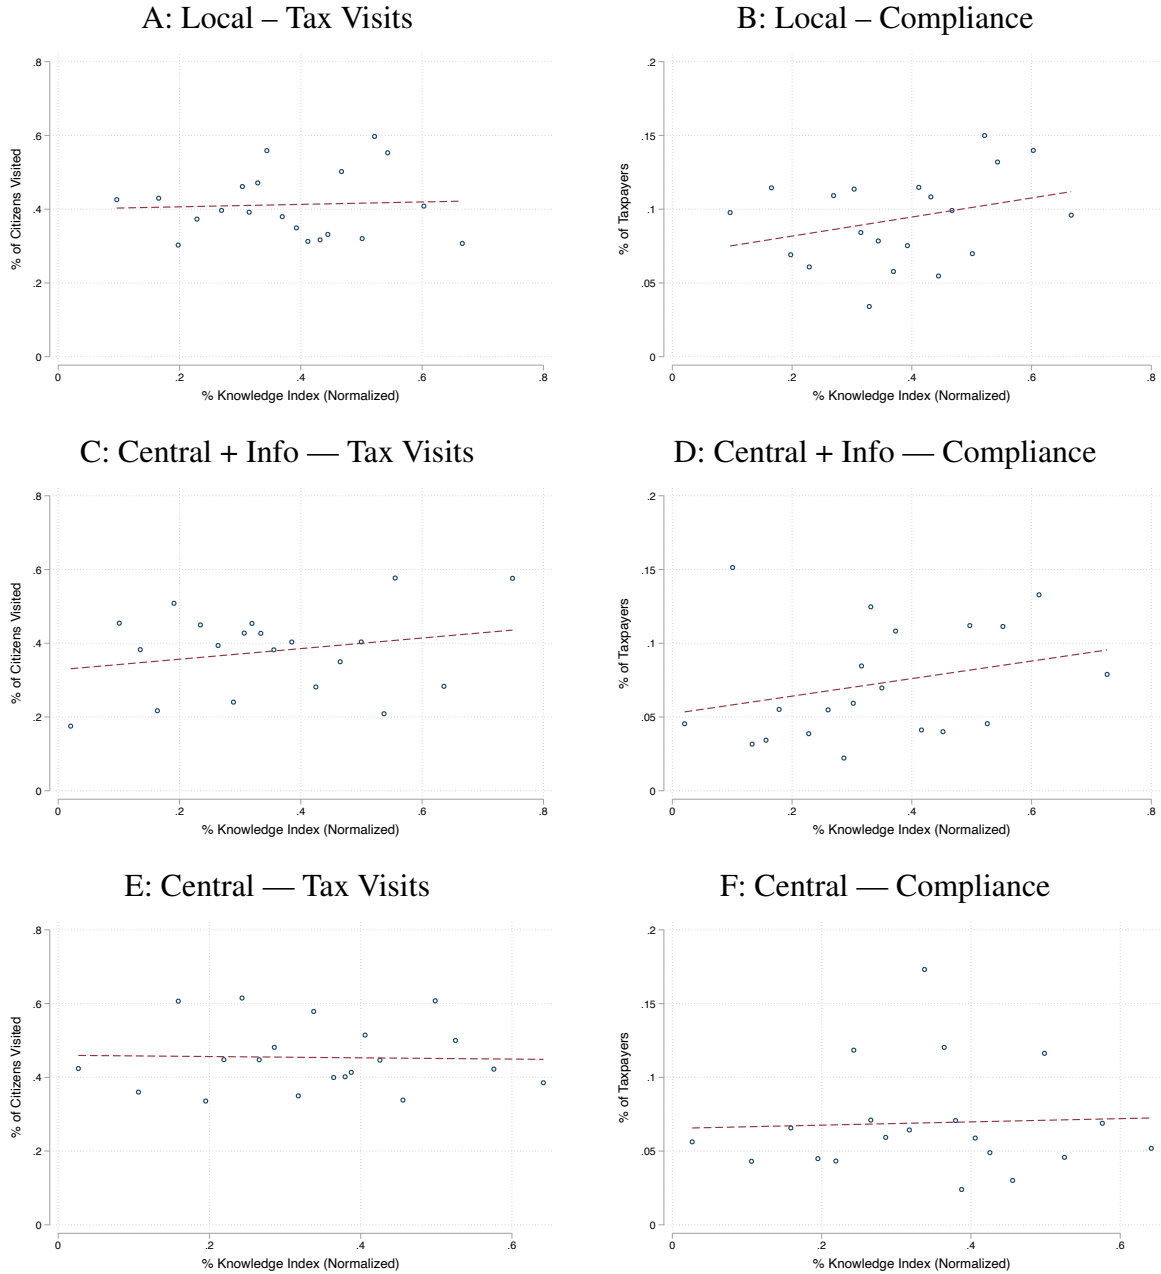 A: Local – Tax Visits
B: Local – Compliance
% of Citizens Visited
.8
.6
.4
.2
0
0 .2 .4 .6 .8
% Knowledge Index (Normalized)
% of Taxpayers
.2
.15
.1
.05
0
0 .2 .4 .6 .8
% Knowledge Index (Normalized)
C: Central + Info — Tax Visits
D: Central + Info — Compliance
% of Citizens Visited
.8
.6
.4
.2
0
0 .2 .4 .6 .8
% Knowledge Index (Normalized)
% of Taxpayers
.2
.15
.1
.05
0
0 .2 .4 .6 .8
% Knowledge Index (Normalized)
E: Central — Tax Visits
F: Central — Compliance
% of Citizens Visited
.8
.6
.4
.2
0
0 .2 .4 .6
% Knowledge Index (Normalized)
% of Taxpayers
.2
.15
.1
.05
0
0 .2 .4 .6
% Knowledge Index (Normalized)